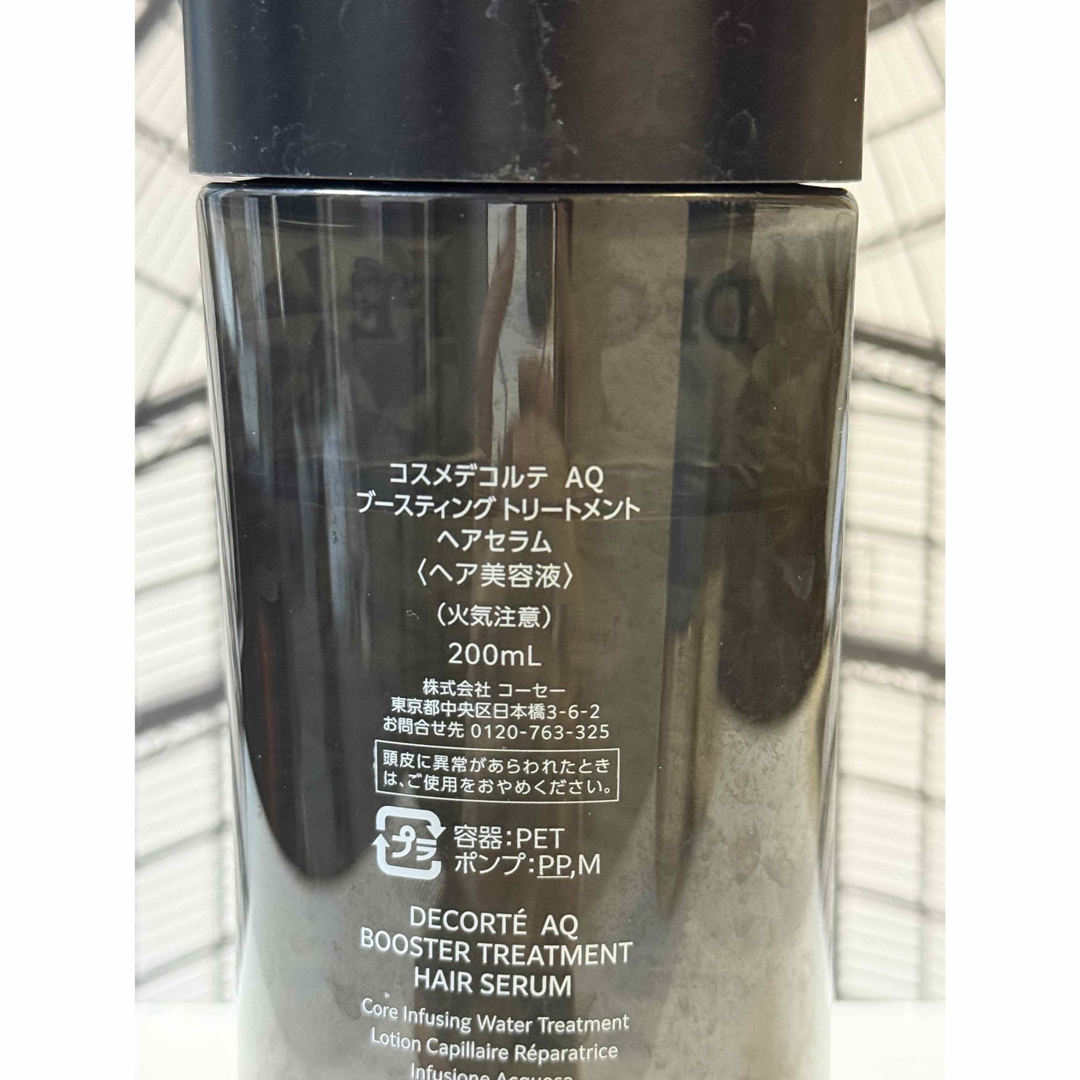 コスメデコルテ AQ
ブースティング トリートメント
ヘアセラム
〈ヘア美容液〉
（火気注意）
200mL
株式会社 コーセー
東京都中央区日本橋3-6-2
お問合せ先 0120-763-325
頭皮に異常があらわれたとき
は、ご使用をおやめください。
プラ
容器:PET
ポンプ:PP,M
DECORTÉ AQ
BOOSTER TREATMENT
HAIR SERUM
Core Infusing Water Treatment
Lotion Capillaire Réparatrice
Infusione Acquosa